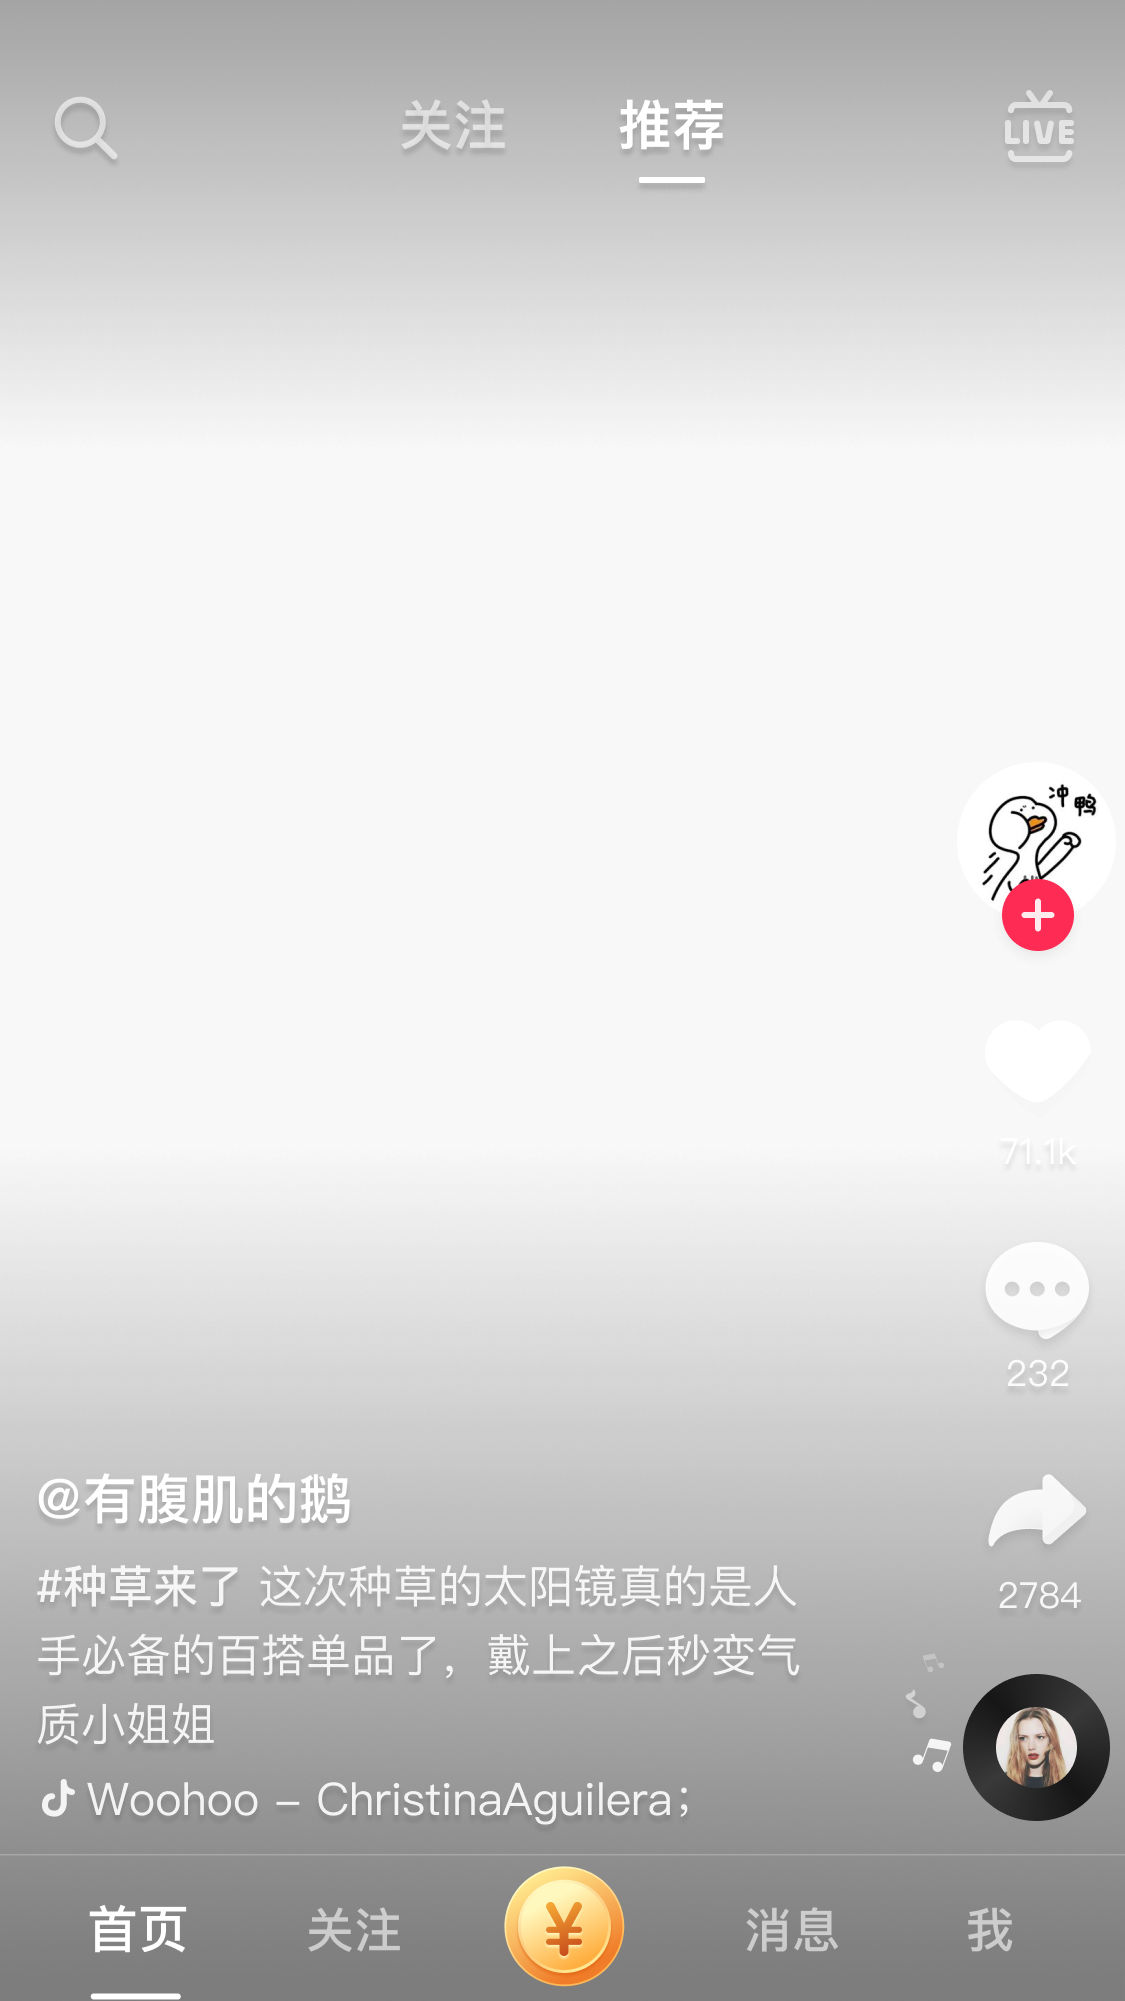 关注 推荐 LIVE
冲鸭
71.1k
232
2784
@有腹肌的鹅
#种草来了 这次种草的太阳镜真的是人
手必备的百搭单品了，戴上之后秒变气
质小姐姐
Woohoo – ChristinaAguilera；
首页 关注 ¥ 消息 我